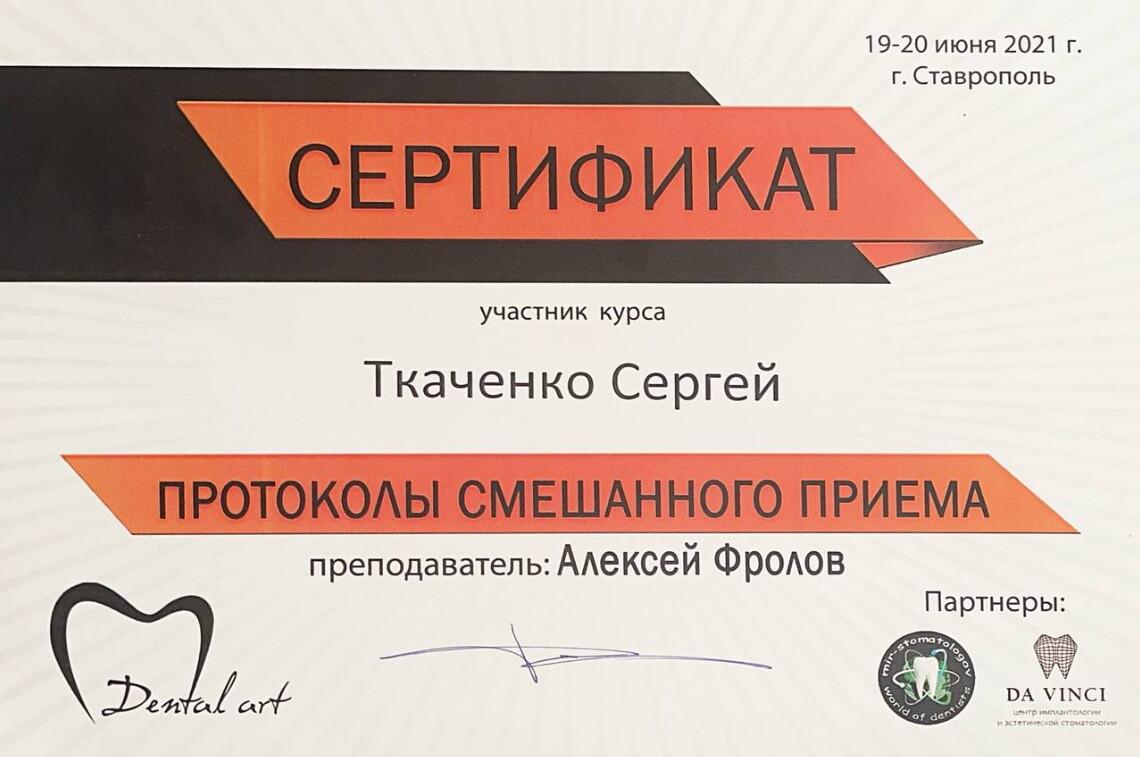 19-20 июня 2021 г.
г. Ставрополь
СЕРТИФИКАТ
участник курса
Ткаченко Сергей
ПРОТОКОЛЫ СМЕШАННОГО ПРИЕМА
преподаватель: Алексей Фролов
Партнеры:
Dental art
mir-stomatologov
world of dentists
DA VINCI
центр имплантологии
и эстетической стоматологии